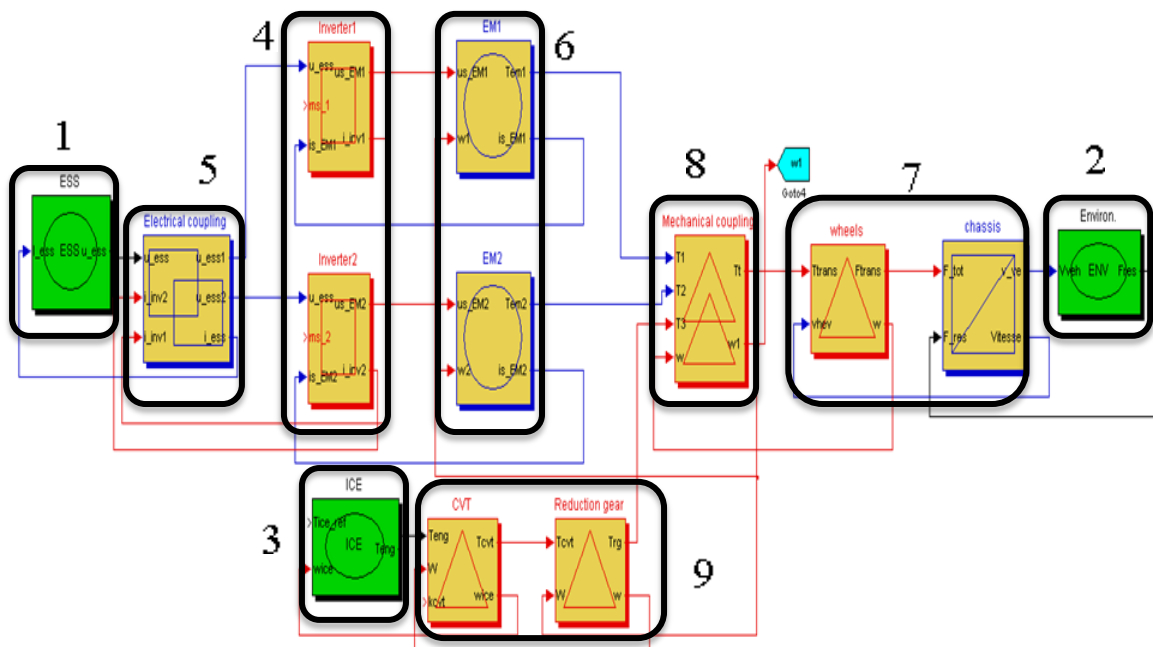 4
Inverter1
u_ess
us_EM1
ms_1
i_inv1
is_EM1
EM1
us_EM1
Tem1
w1
is_EM1
6
1
ESS
I_ess
ESS
u_ess
5
Electrical coupling
u_ess
u_ess1
i_inv2
u_ess2
i_inv1
i_ess
Inverter2
u_ess
us_EM2
ms_2
i_inv2
is_EM2
EM2
us_EM2
Tem2
w2
is_EM2
8
Mechanical coupling
T1
Tt
T2
T3
w1
w
w1
Goto4
7
wheels
Ttrans
Ftrans
vhev
w
chassis
F_tot
v_ve
F_res
Vitesse
2
Environ.
Vveh
ENV
Fres
3
ICE
Tice_ref
ICE
Teng
wice
CVT
Teng
Tcvt
W
wice
kcvt
Reduction gear
Tcvt
Trg
W
w
9